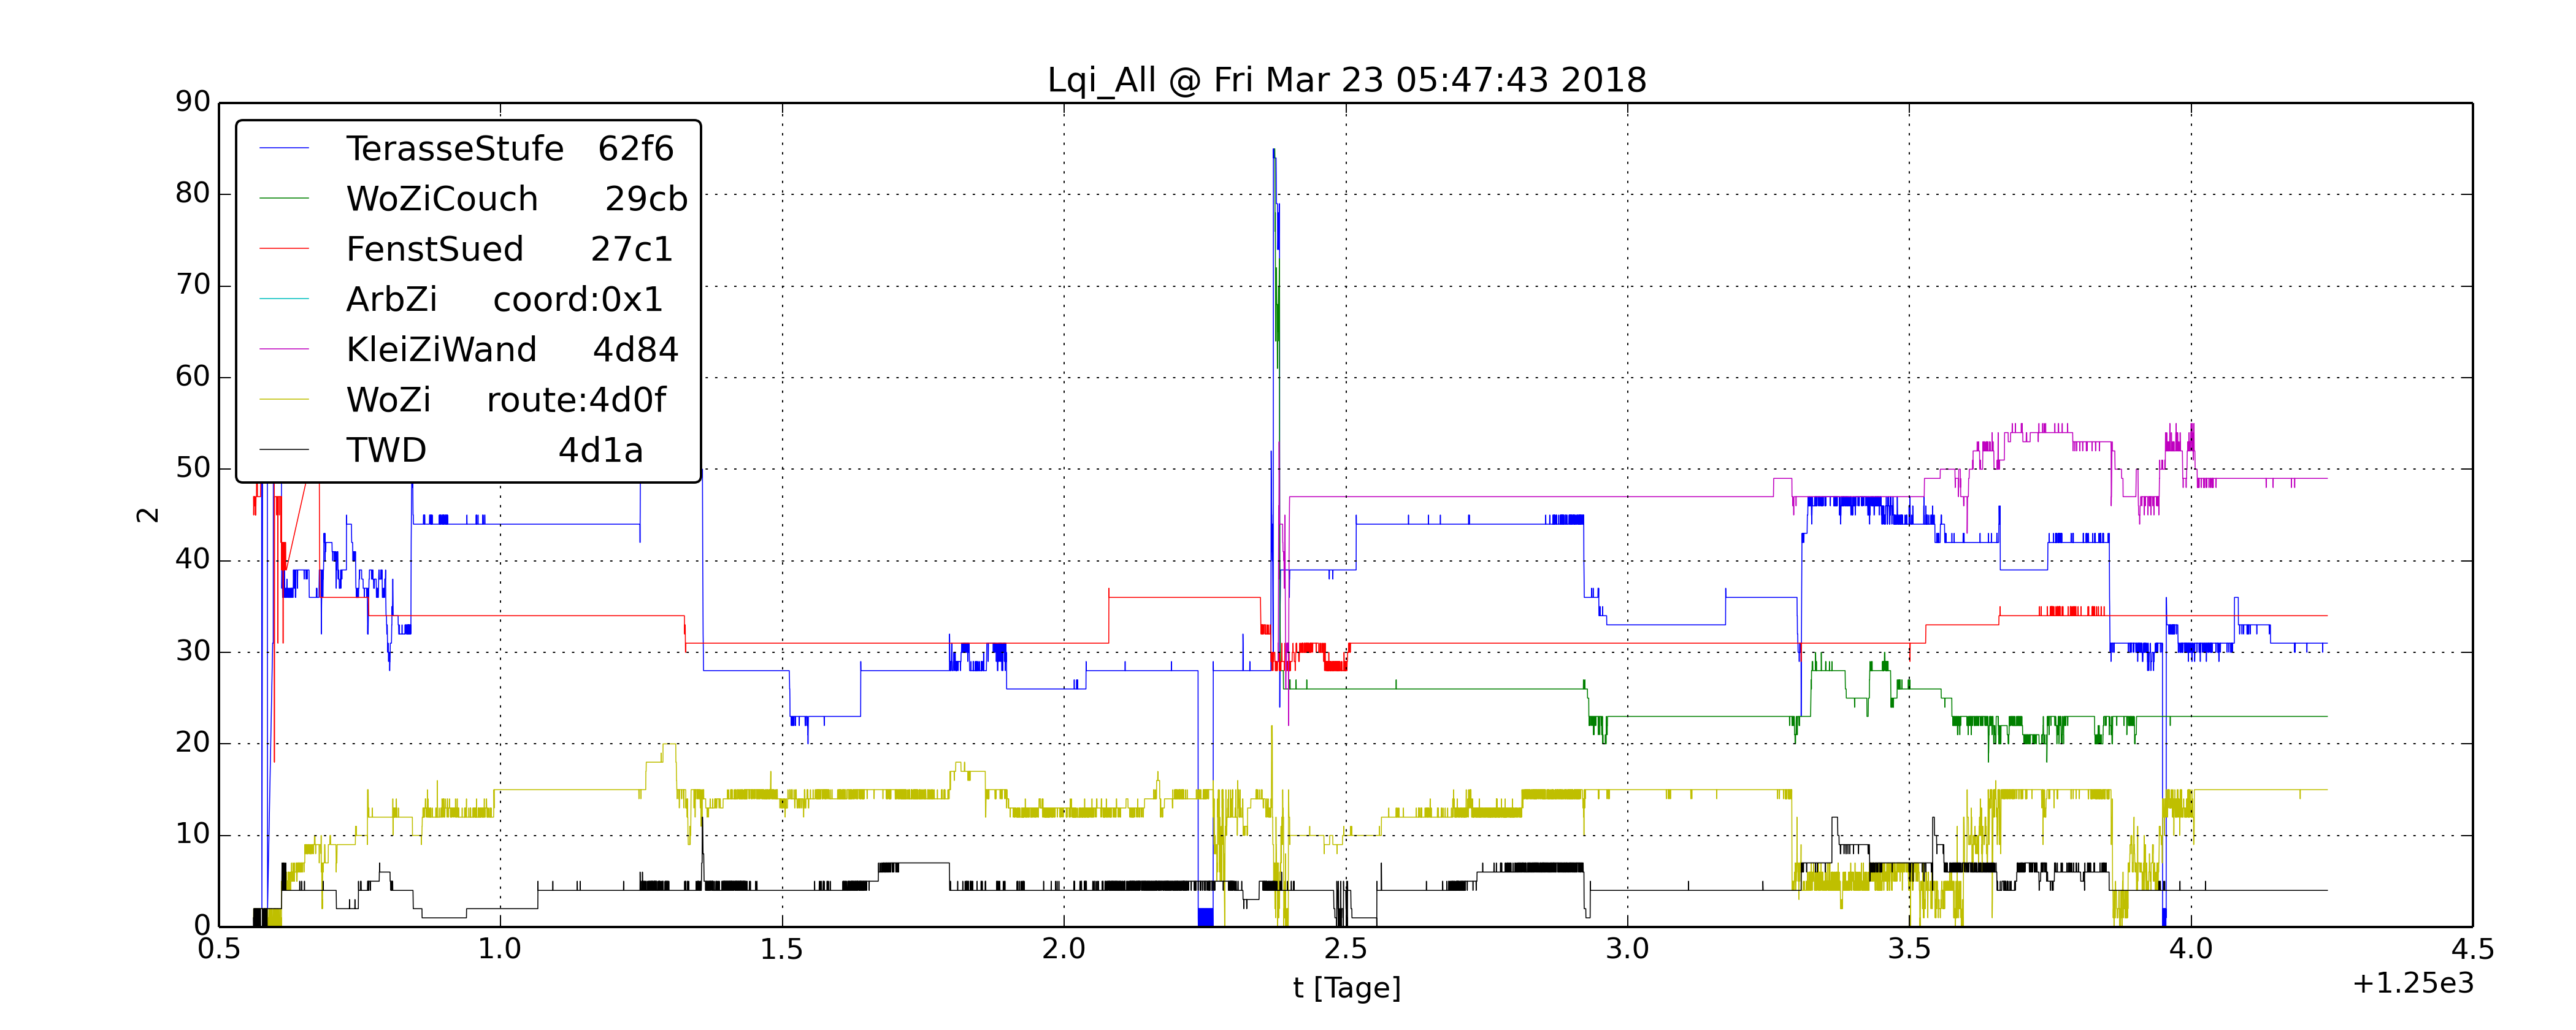 Lqi_All @ Fri Mar 23 05:47:43 2018
90
80
70
60
50
40
30
20
10
0
2
TerasseStufe 62f6
WoZiCouch 29cb
FenstSued 27c1
ArbZi coord:0x1
KleiZiWand 4d84
WoZi route:4d0f
TWD 4d1a
0.5 1.0 1.5 2.0 2.5 3.0 3.5 4.0 4.5
t [Tage]
+1.25e3